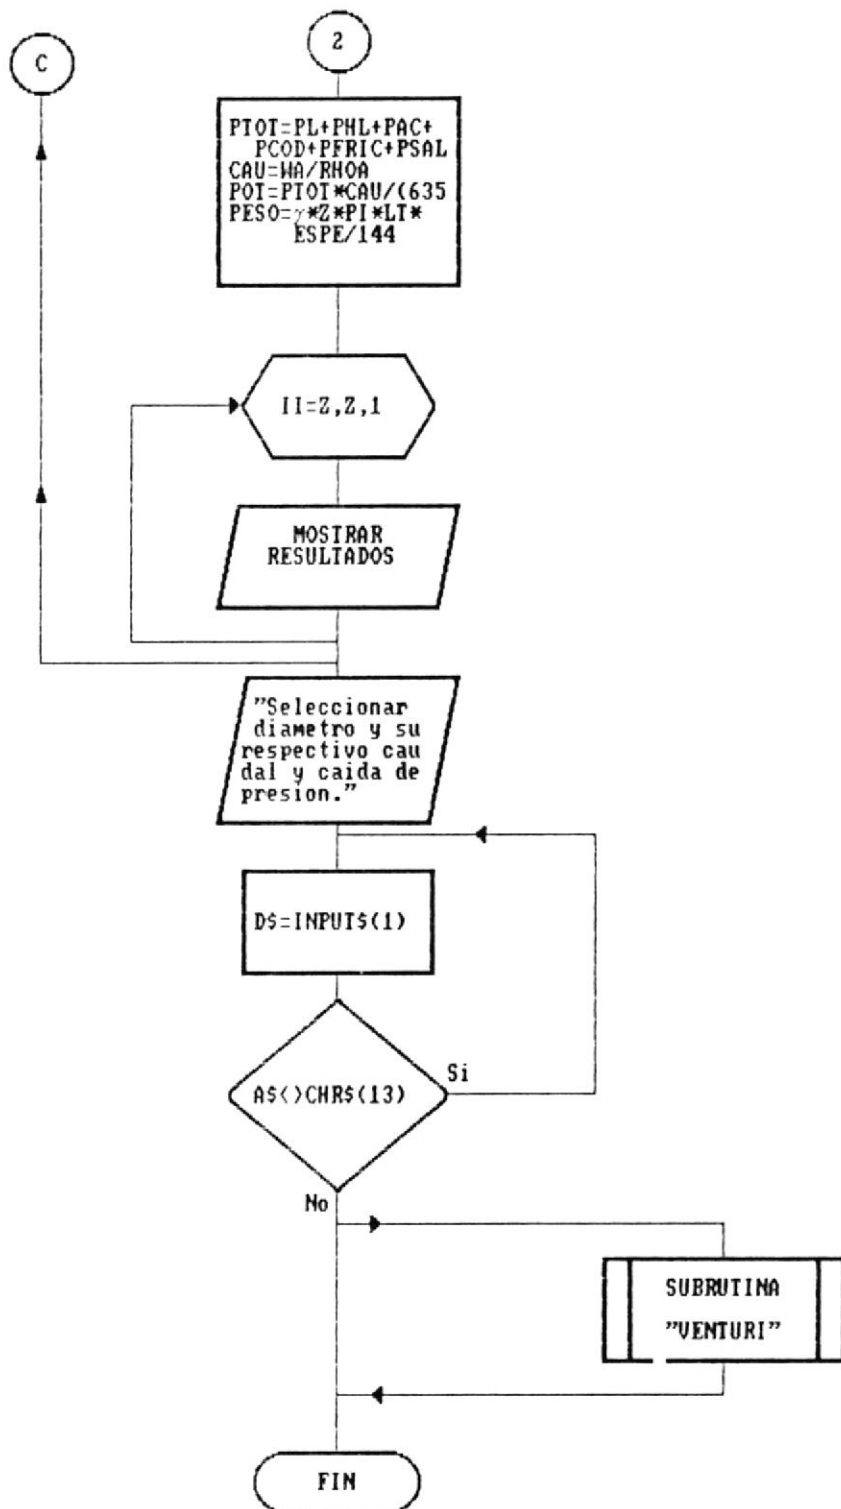 C
2
PTOT=PL+PHL+PAC+
PCOD+PFRIC+PSAL
CAU=WA/RHOA
POT=PTOT*CAU/(635
PESO=γ*Z*PI*LT*
ESPE/144
II=Z,Z,1
MOSTRAR
RESULTADOS
"Seleccionar
diametro y su
respectivo cau
dal y caida de
presion."
D$=INPUT$(1)
A$<>CHR$(13)
Si
No
SUBRUTINA
"VENTURI"
FIN